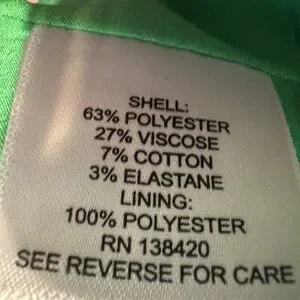 SHELL:
63% POLYESTER
27% VISCOSE
7% COTTON
3% ELASTANE
LINING:
100% POLYESTER
RN 138420
SEE REVERSE FOR CARE